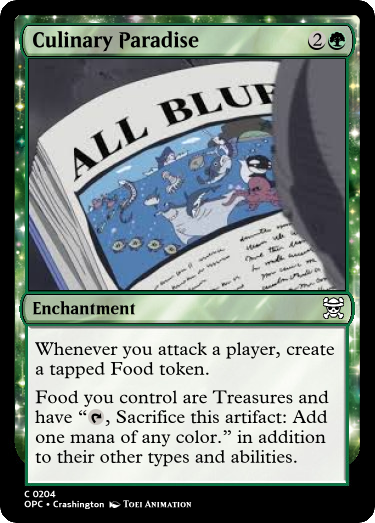 Culinary Paradise 2
ALL BLUE
Enchantment
Whenever you attack a player, create
a tapped Food token.
Food you control are Treasures and
have “, Sacrifice this artifact: Add
one mana of any color.” in addition
to their other types and abilities.
C 0204
OPC • Crashington TOEI ANIMATION